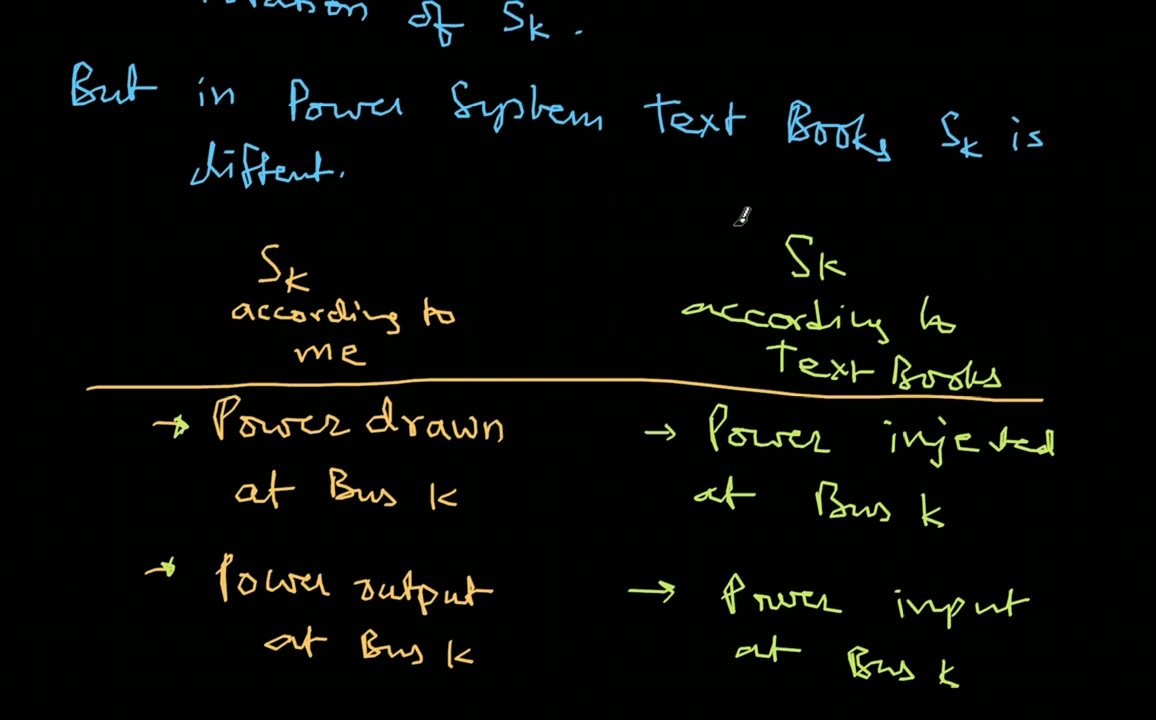 of Sk.
But in Power System Text Books Sk is
diffent.
Sk
according to
me
Sk
according to
Text Books
→ Power drawn
at Bus k
→ Power injected
at Bus k
→ Power output
at Bus k
→ Power input
at Bus k